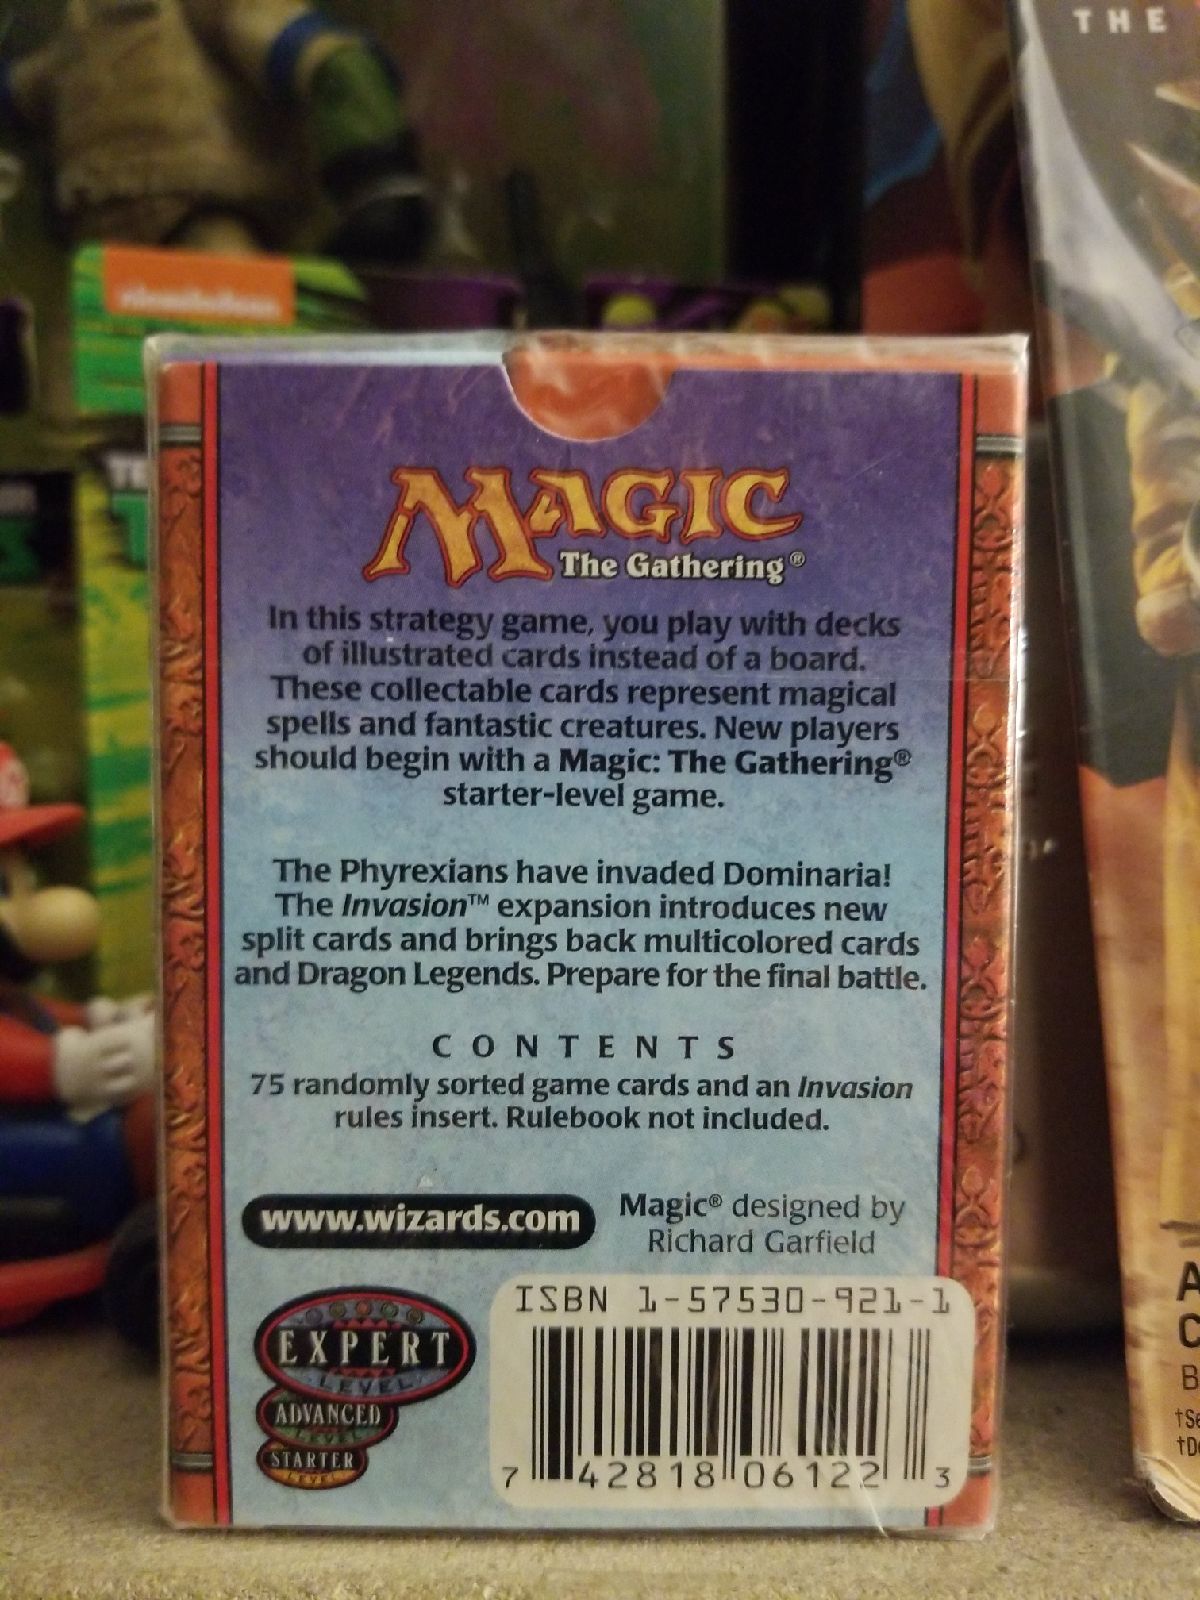 THE
nickelodeon
MAGIC
The Gathering®
In this strategy game, you play with decks
of illustrated cards instead of a board.
These collectable cards represent magical
spells and fantastic creatures. New players
should begin with a Magic: The Gathering®
starter-level game.
The Phyrexians have invaded Dominaria!
The Invasion™ expansion introduces new
split cards and brings back multicolored cards
and Dragon Legends. Prepare for the final battle.
CONTENTS
75 randomly sorted game cards and an Invasion
rules insert. Rulebook not included.
www.wizards.com
Magic® designed by
Richard Garfield
EXPERT
LEVEL
ADVANCED
LEVEL
STARTER
LEVEL
ISBN 1-57530-921-1
7 42818 06122 3